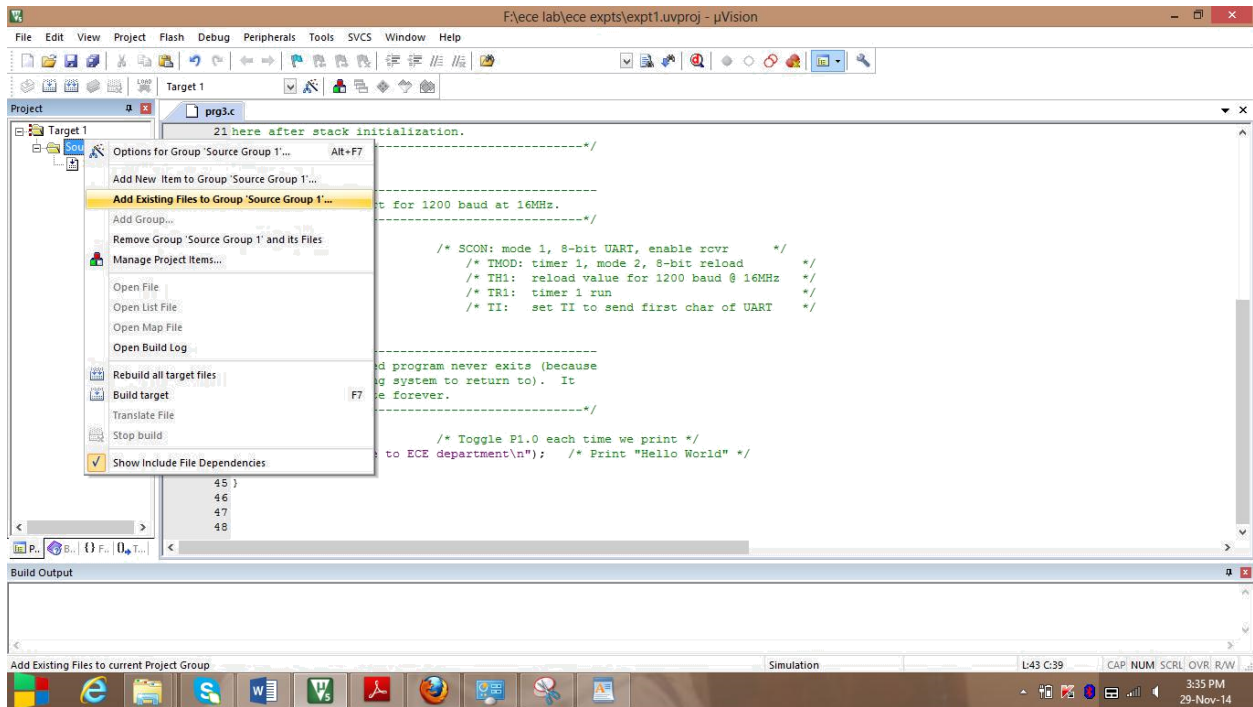 F:\ece lab\ece expts\expt1.uvproj - µVision
File Edit View Project Flash Debug Peripherals Tools SVCS Window Help
Target 1
Project
prg3.c
Target 1
Sou
21 here after stack initialization.
---------------------------------*/
Options for Group 'Source Group 1'... Alt+F7
Add New Item to Group 'Source Group 1'...
Add Existing Files to Group 'Source Group 1'...
Add Group...
Remove Group 'Source Group 1' and its Files
Manage Project Items...
Open File
Open List File
Open Map File
Open Build Log
Rebuild all target files
Build target F7
Translate File
Stop build
Show Include File Dependencies
t for 1200 baud at 16MHz.
---------------------------------*/
/* SCON: mode 1, 8-bit UART, enable rcvr */
/* TMOD: timer 1, mode 2, 8-bit reload */
/* TH1: reload value for 1200 baud @ 16MHz */
/* TR1: timer 1 run */
/* TI: set TI to send first char of UART */
d program never exits (because
g system to return to). It
e forever.
---------------------------------*/
/* Toggle P1.0 each time we print */
to ECE department\n"); /* Print "Hello World" */
45 }
46
47
48
P.. B.. {} F.. 0 T...
Build Output
Add Existing Files to current Project Group Simulation L:43 C:39 CAP NUM SCRL OVR R/W
3:35 PM
29-Nov-14